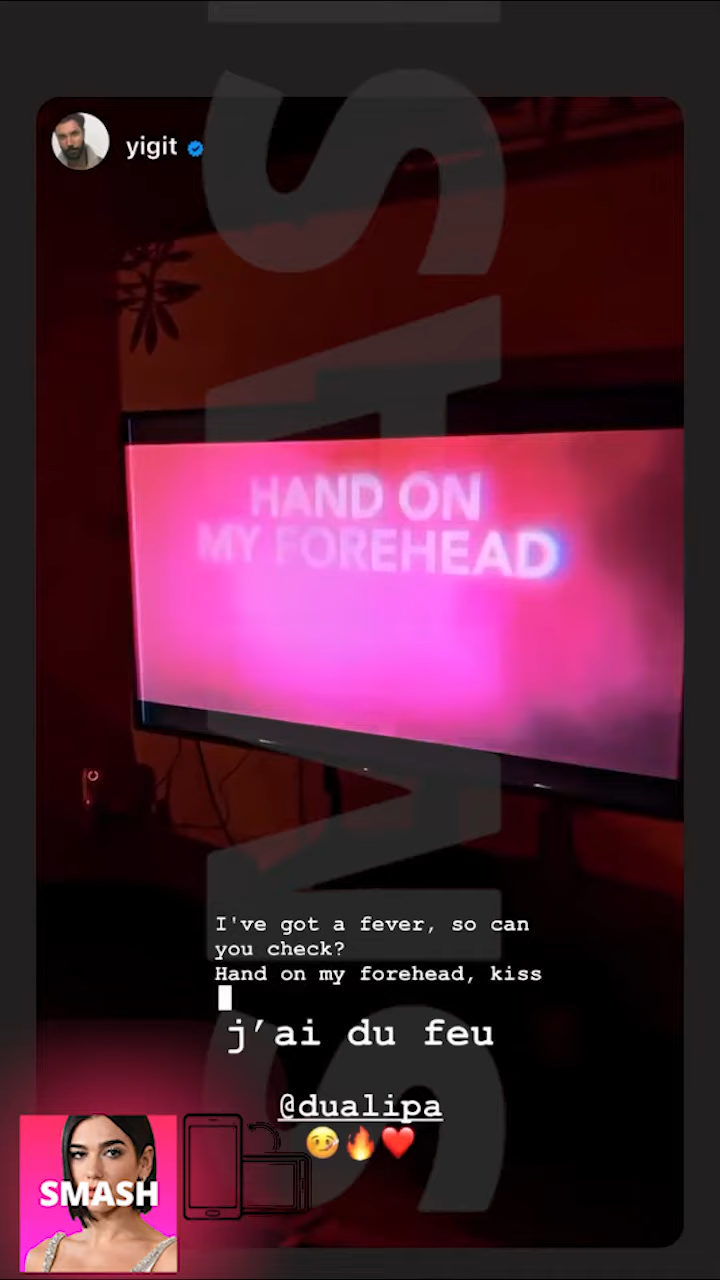 yigit
HAND ON
MY FOREHEAD
I've got a fever, so can
you check?
Hand on my forehead, kiss
j’ai du feu
@dualipa
🤒🔥❤️
SMASH
SMASH